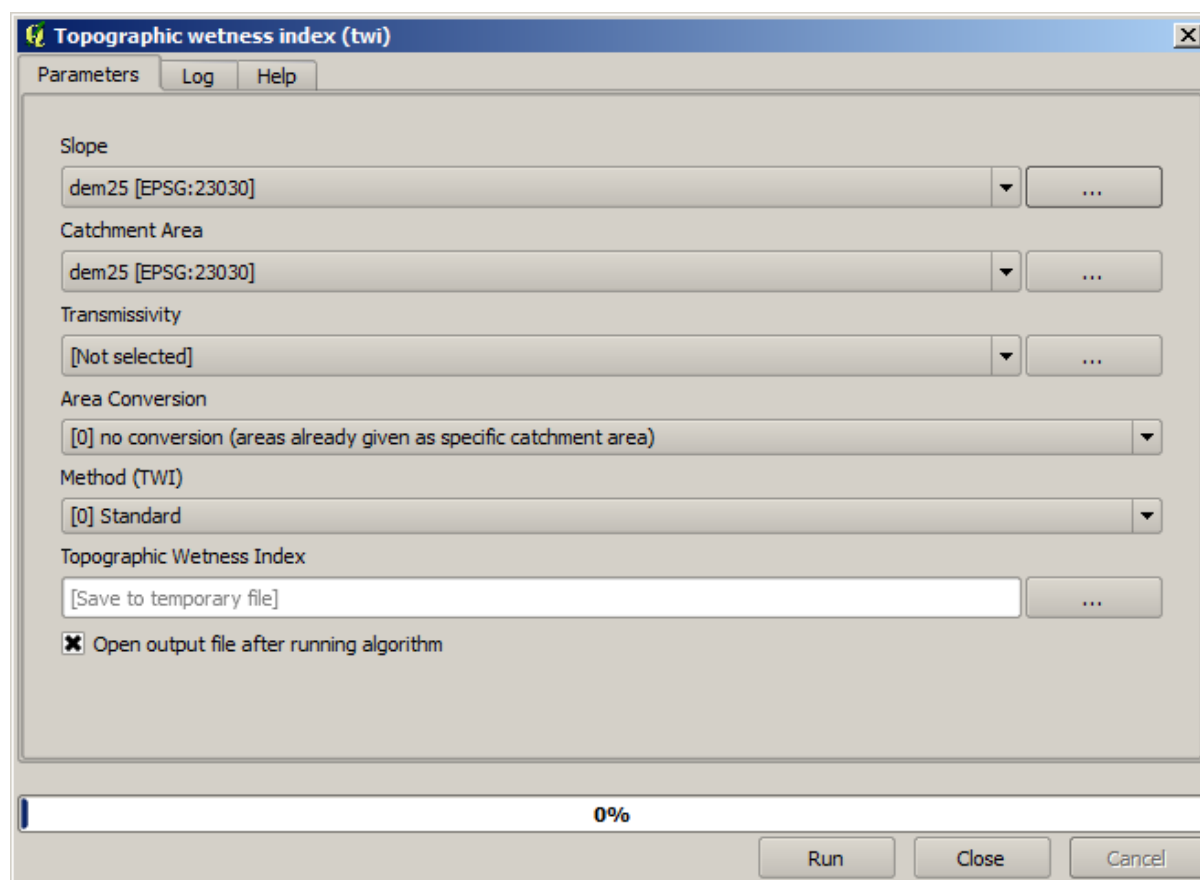 Topographic wetness index (twi)
Parameters Log Help
Slope
dem25 [EPSG:23030]
...
Catchment Area
dem25 [EPSG:23030]
...
Transmissivity
[Not selected]
...
Area Conversion
[0] no conversion (areas already given as specific catchment area)
Method (TWI)
[0] Standard
Topographic Wetness Index
[Save to temporary file]
...
Open output file after running algorithm
0%
Run Close Cancel